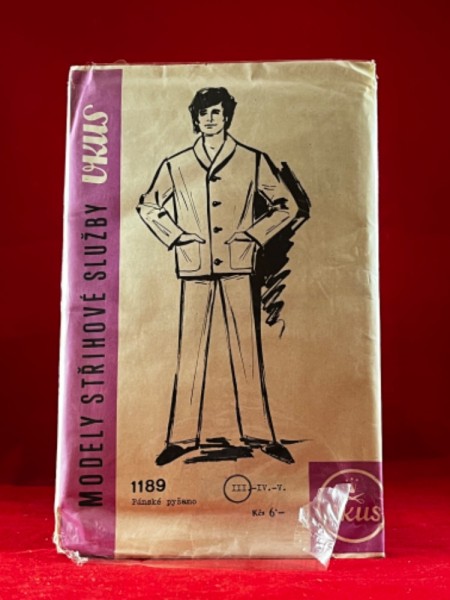 MODELY STŘIHOVÉ SLUŽBY vkus
1189
Pánské pyžamo
III.-IV.-V.
Kčs 6'-
vkus